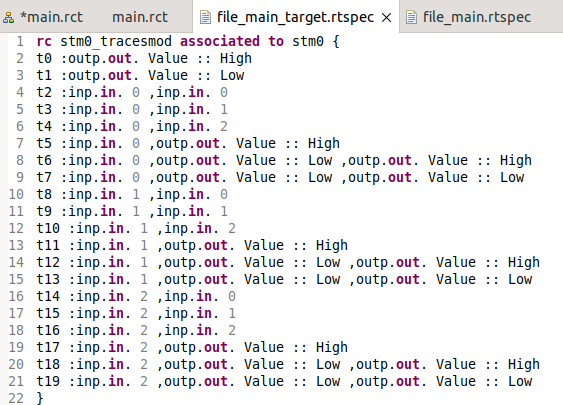 *main.rct main.rct file_main_target.rtspec file_main.rtspec
1 rc stm0_tracesmod associated to stm0 {
2 t0 :outp.out. Value :: High
3 t1 :outp.out. Value :: Low
4 t2 :inp.in. 0 ,inp.in. 0
5 t3 :inp.in. 0 ,inp.in. 1
6 t4 :inp.in. 0 ,inp.in. 2
7 t5 :inp.in. 0 ,outp.out. Value :: High
8 t6 :inp.in. 0 ,outp.out. Value :: Low ,outp.out. Value :: High
9 t7 :inp.in. 0 ,outp.out. Value :: Low ,outp.out. Value :: Low
10 t8 :inp.in. 1 ,inp.in. 0
11 t9 :inp.in. 1 ,inp.in. 1
12 t10 :inp.in. 1 ,inp.in. 2
13 t11 :inp.in. 1 ,outp.out. Value :: High
14 t12 :inp.in. 1 ,outp.out. Value :: Low ,outp.out. Value :: High
15 t13 :inp.in. 1 ,outp.out. Value :: Low ,outp.out. Value :: Low
16 t14 :inp.in. 2 ,inp.in. 0
17 t15 :inp.in. 2 ,inp.in. 1
18 t16 :inp.in. 2 ,inp.in. 2
19 t17 :inp.in. 2 ,outp.out. Value :: High
20 t18 :inp.in. 2 ,outp.out. Value :: Low ,outp.out. Value :: High
21 t19 :inp.in. 2 ,outp.out. Value :: Low ,outp.out. Value :: Low
22 }